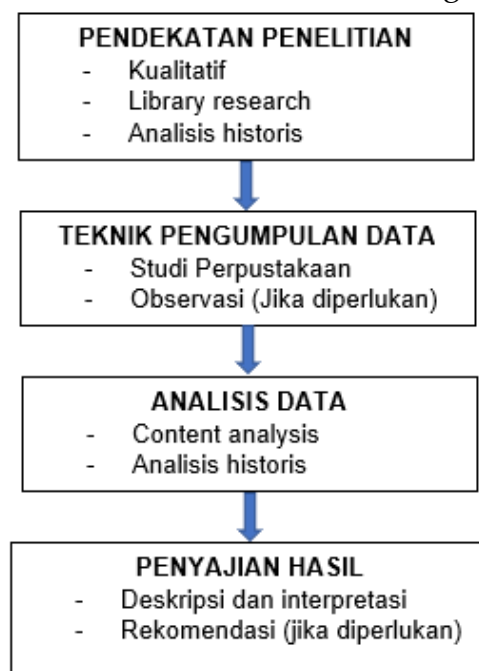 PENDEKATAN PENELITIAN
- Kualitatif
- Library research
- Analisis historis
TEKNIK PENGUMPULAN DATA
- Studi Perpustakaan
- Observasi (Jika diperlukan)
ANALISIS DATA
- Content analysis
- Analisis historis
PENYAJIAN HASIL
- Deskripsi dan interpretasi
- Rekomendasi (jika diperlukan)